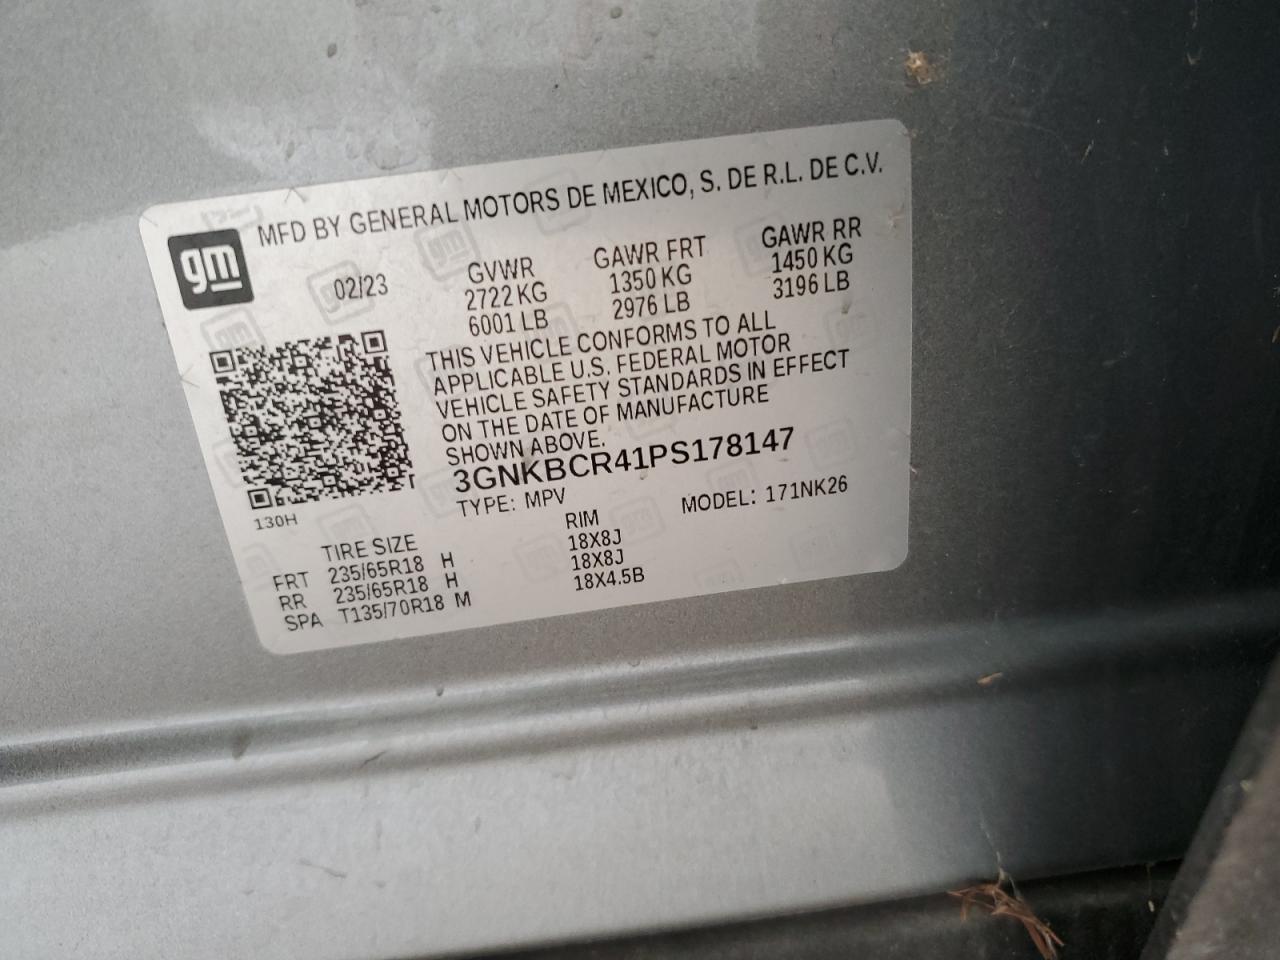 MFD BY GENERAL MOTORS DE MEXICO, S. DE R.L. DE C.V.
gm
02/23
GVWR GAWR FRT GAWR RR
2722 KG 1350 KG 1450 KG
6001 LB 2976 LB 3196 LB
THIS VEHICLE CONFORMS TO ALL
APPLICABLE U.S. FEDERAL MOTOR
VEHICLE SAFETY STANDARDS IN EFFECT
ON THE DATE OF MANUFACTURE
SHOWN ABOVE.
3GNKBCR41PS178147
TYPE: MPV MODEL: 171NK26
130H
TIRE SIZE RIM
FRT 235/65R18 H 18X8J
RR 235/65R18 H 18X8J
SPA T135/70R18 M 18X4.5B